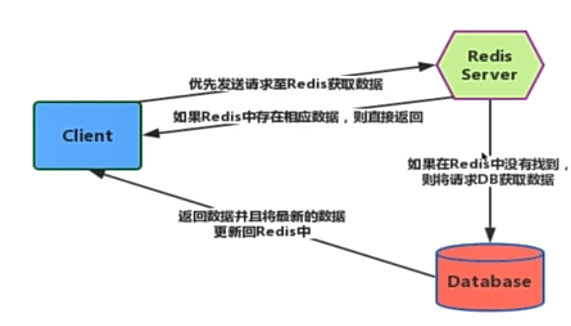 Redis
Server
优先发送请求至Redis获取数据
如果Redis中存在相应数据，则直接返回
Client
如果在Redis中没有找到，
则将请求DB获取数据
返回数据并且将最新的数据
更新回Redis中
Database